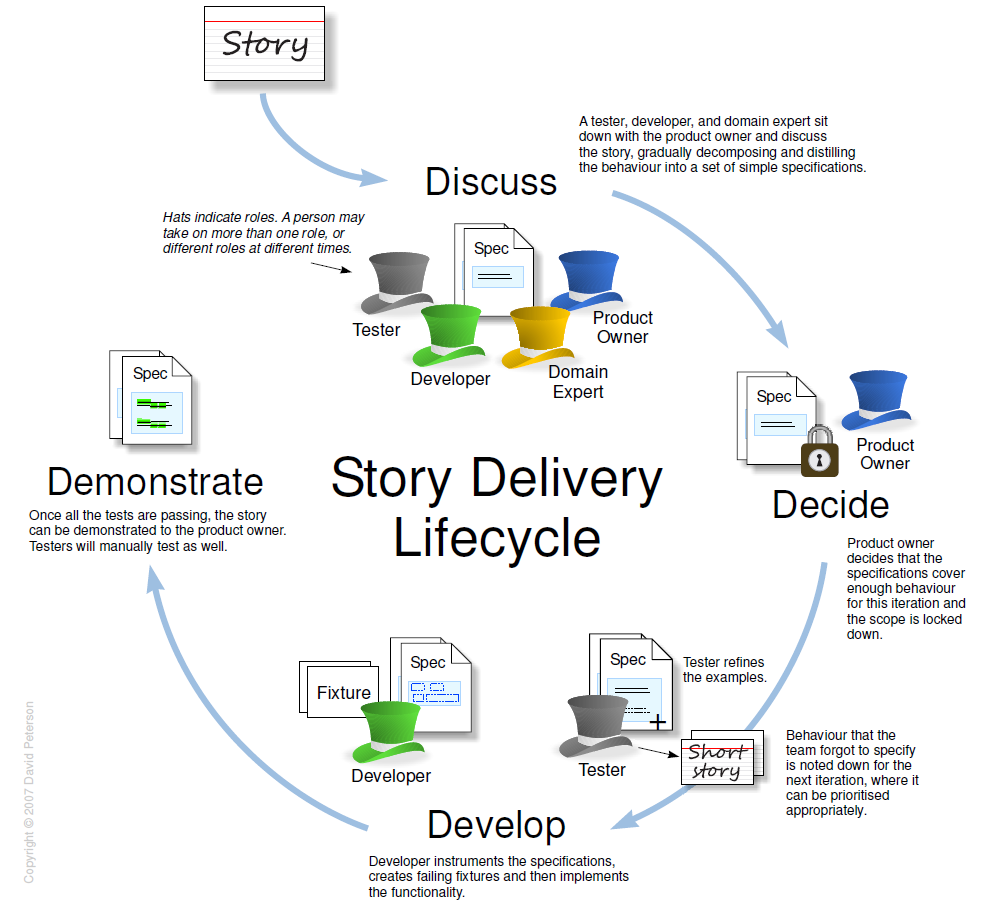 Story
A tester, developer, and domain expert sit
down with the product owner and discuss
the story, gradually decomposing and distilling
the behaviour into a set of simple specifications.
Discuss
Hats indicate roles. A person may
take on more than one role, or
different roles at different times.
Spec
Tester
Product
Owner
Developer
Domain
Expert
Spec
Spec
Product
Owner
Demonstrate
Once all the tests are passing, the story
can be demonstrated to the product owner.
Testers will manually test as well.
Story Delivery
Lifecycle
Decide
Product owner
decides that the
specifications cover
enough behaviour
for this iteration and
the scope is locked
down.
Fixture
Spec
Developer
Spec
Tester refines
the examples.
Tester
Short
story
Behaviour that the
team forgot to specify
is noted down for the
next iteration, where it
can be prioritised
appropriately.
Develop
Developer instruments the specifications,
creates failing fixtures and then implements
the functionality.
Copyright © 2007 David Peterson